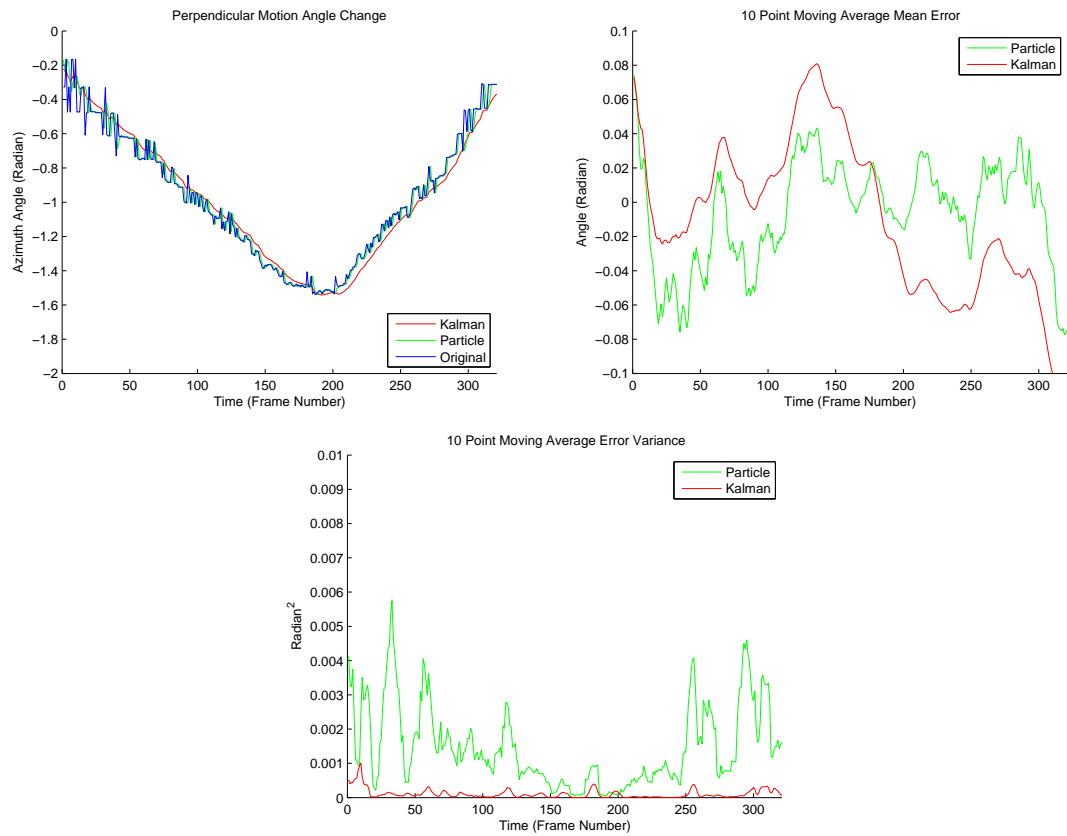 Perpendicular Motion Angle Change
0
−0.2
−0.4
−0.6
−0.8
−1
−1.2
−1.4
−1.6
−1.8
−2
Azimuth Angle (Radian)
Kalman
Particle
Original
0 50 100 150 200 250 300
Time (Frame Number)
10 Point Moving Average Mean Error
0.1
0.08
0.06
0.04
0.02
0
−0.02
−0.04
−0.06
−0.08
−0.1
Angle (Radian)
Particle
Kalman
0 50 100 150 200 250 300
Time (Frame Number)
10 Point Moving Average Error Variance
0.01
0.009
0.008
0.007
0.006
0.005
0.004
0.003
0.002
0.001
0
Radian²
Particle
Kalman
0 50 100 150 200 250 300
Time (Frame Number)